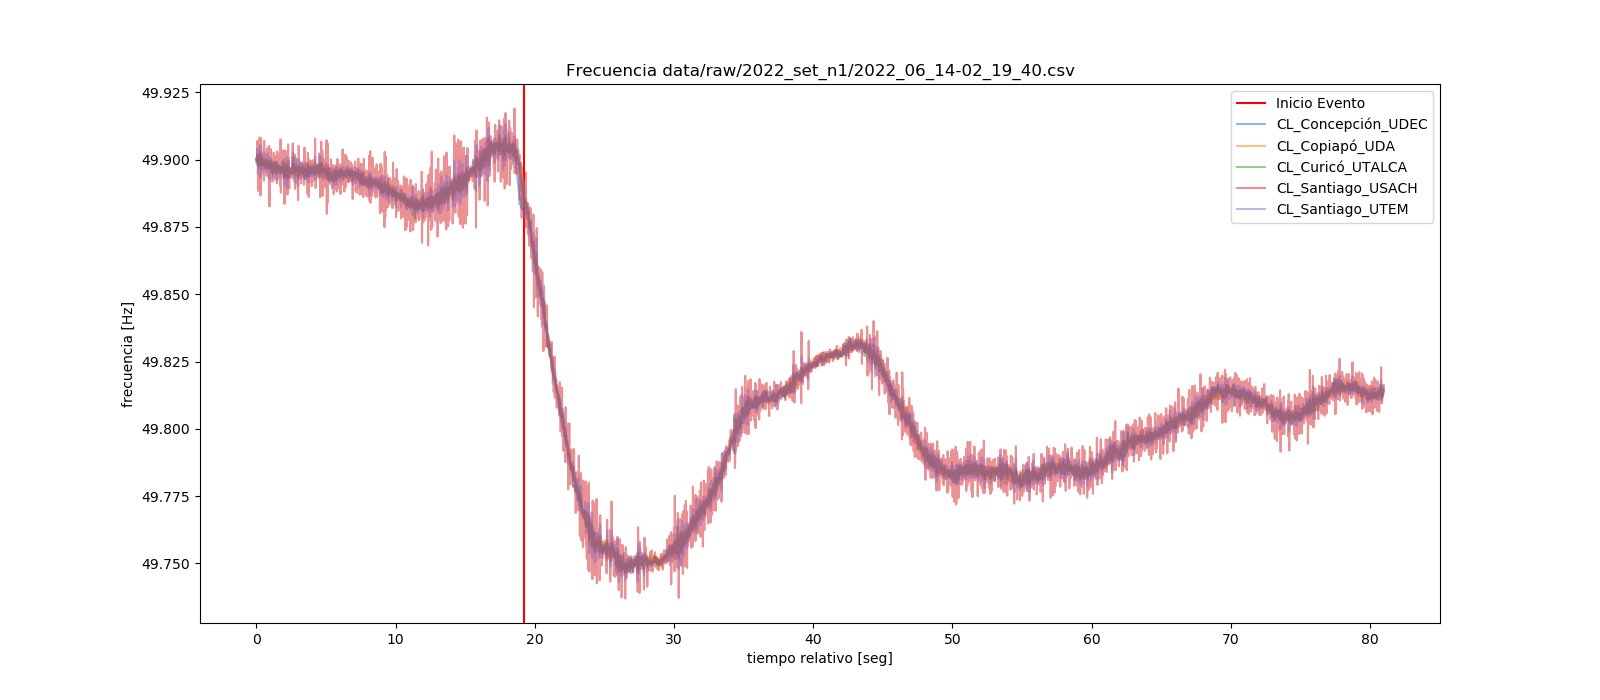 Frecuencia data/raw/2022_set_n1/2022_06_14-02_19_40.csv
49.925
49.900
49.875
49.850
49.825
49.800
49.775
49.750
frecuencia [Hz]
Inicio Evento
CL_Concepción_UDEC
CL_Copiapó_UDA
CL_Curicó_UTALCA
CL_Santiago_USACH
CL_Santiago_UTEM
0 10 20 30 40 50 60 70 80
tiempo relativo [seg]